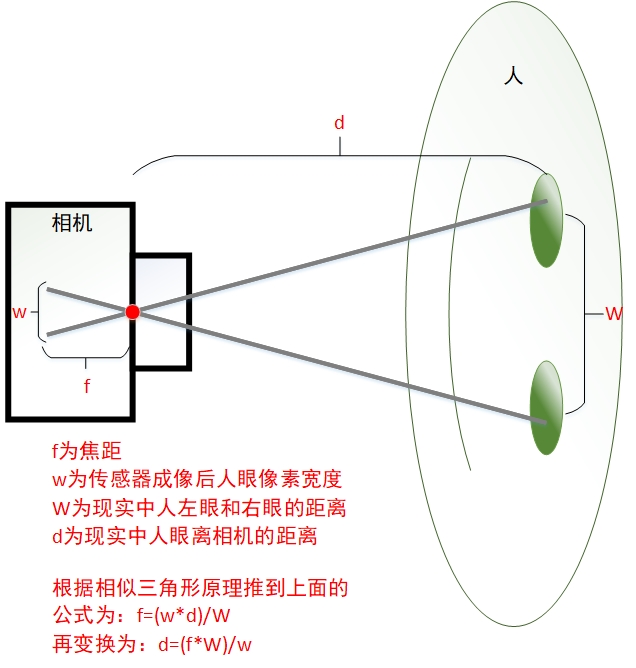 人
d
相机
w
W
f
f为焦距
w为传感器成像后人眼像素宽度
W为现实中人左眼和右眼的距离
d为现实中人眼离相机的距离
根据相似三角形原理推到上面的
公式为：f=(w*d)/W
再变换为：d=(f*W)/w